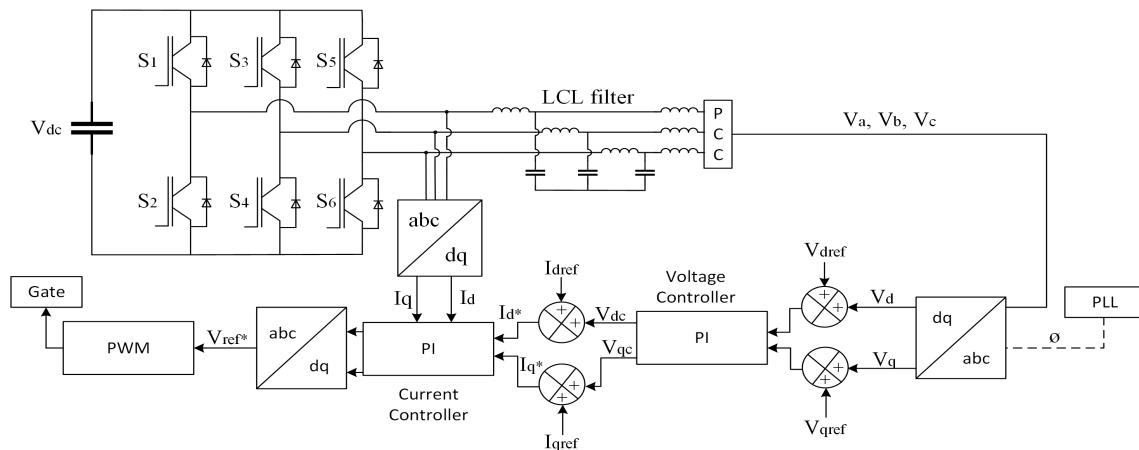 S1
S3
S5
LCL filter
Vdc
P
C
C
Va, Vb, Vc
S2
S4
S6
abc
dq
Vdref
Idref
Voltage
Controller
Gate
Iq
Id
Id*
+
+
Vdc
+
+
Vd
dq
abc
PLL
ø
PWM
Vref*
abc
dq
PI
Iq*
+
+
Vqc
PI
+
+
Vq
Current
Controller
Iqref
Vqref